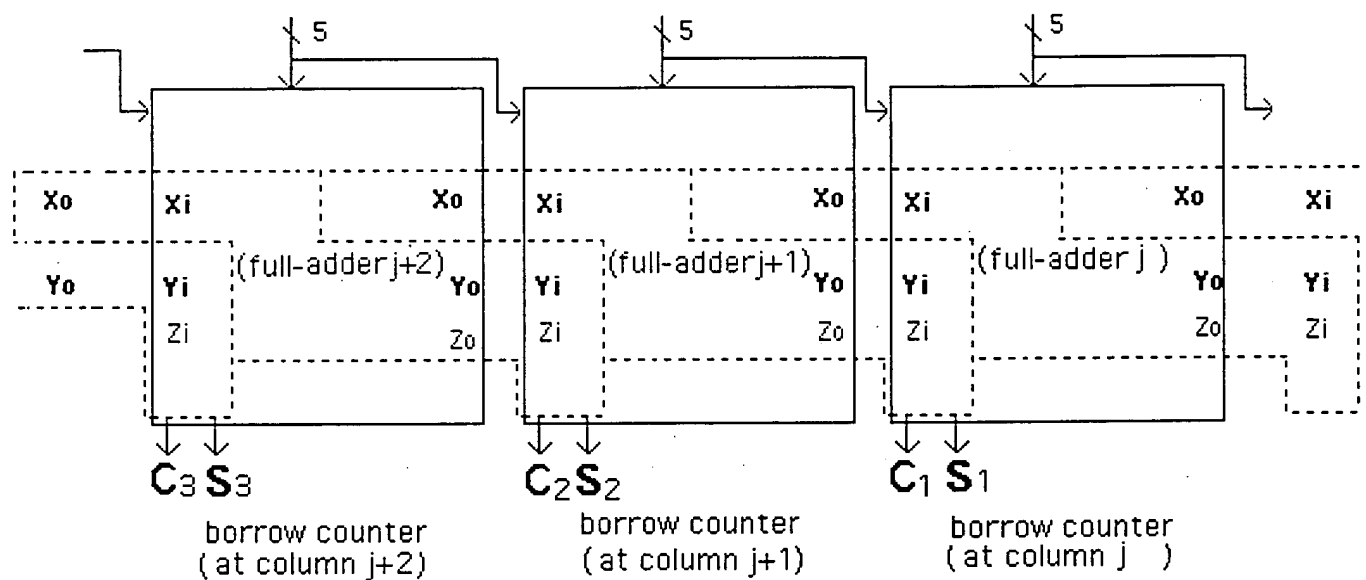 5 5 5
Xo Xi Xo Xi Xo Xi Xo Xi
(full-adder j+2) (full-adder j+1) (full-adder j )
Yo Yi Yo Yi Yo Yi Yo Yi
Zi Zo Zi Zo Zi Zo Zi
C3 S3 C2 S2 C1 S1
borrow counter borrow counter borrow counter
( at column j+2) ( at column j+1) ( at column j )